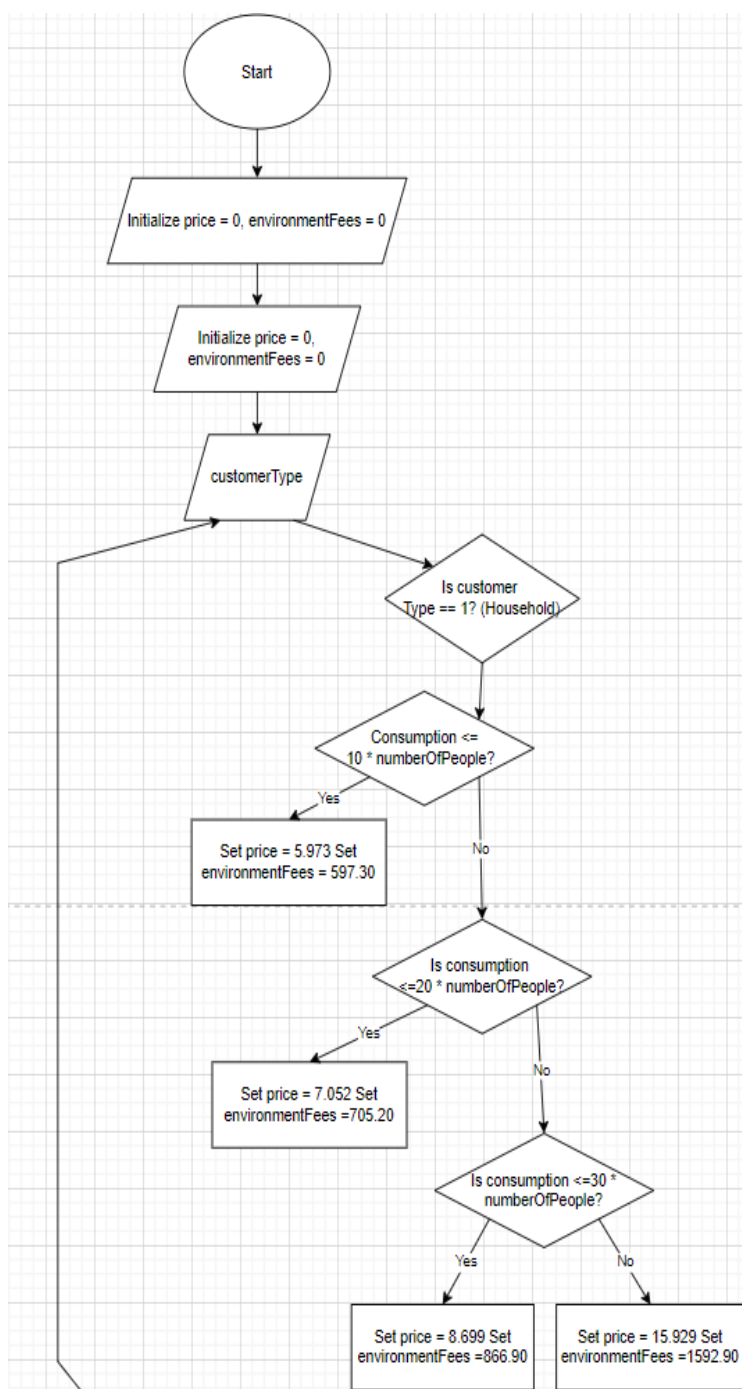 Start
Initialize price = 0, environmentFees = 0
Initialize price = 0,
environmentFees = 0
customerType
Is customer
Type == 1? (Household)
Consumption <=
10 * numberOfPeople?
Yes
Set price = 5.973 Set
environmentFees = 597.30
No
Is consumption
<=20 * numberOfPeople?
Yes
Set price = 7.052 Set
environmentFees =705.20
No
Is consumption <=30 *
numberOfPeople?
Yes
No
Set price = 8.699 Set
environmentFees =866.90
Set price = 15.929 Set
environmentFees =1592.90